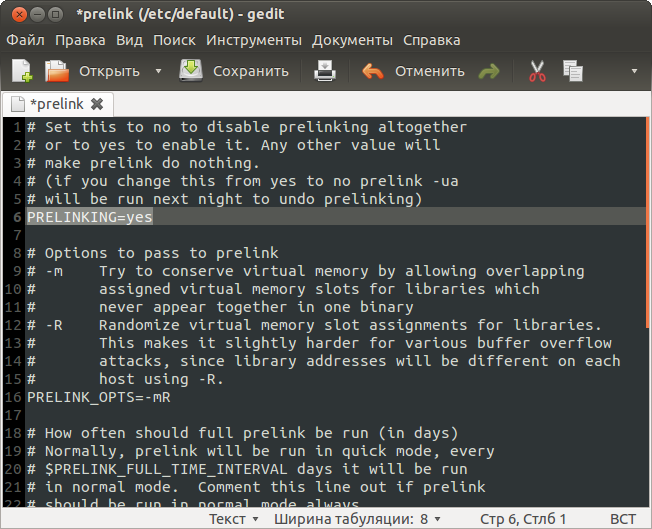 *prelink (/etc/default) - gedit
Файл Правка Вид Поиск Инструменты Документы Справка
Открыть Сохранить Отменить
*prelink
1 # Set this to no to disable prelinking altogether
2 # or to yes to enable it. Any other value will
3 # make prelink do nothing.
4 # (if you change this from yes to no prelink -ua
5 # will be run next night to undo prelinking)
6 PRELINKING=yes
7
8 # Options to pass to prelink
9 # -m    Try to conserve virtual memory by allowing overlapping
10 #       assigned virtual memory slots for libraries which
11 #       never appear together in one binary
12 # -R    Randomize virtual memory slot assignments for libraries.
13 #       This makes it slightly harder for various buffer overflow
14 #       attacks, since library addresses will be different on each
15 #       host using -R.
16 PRELINK_OPTS=-mR
17
18 # How often should full prelink be run (in days)
19 # Normally, prelink will be run in quick mode, every
20 # $PRELINK_FULL_TIME_INTERVAL days it will be run
21 # in normal mode.  Comment this line out if prelink
22 # should be run in normal mode always.
Текст Ширина табуляции: 8 Стр 6, Стлб 1 ВСТ